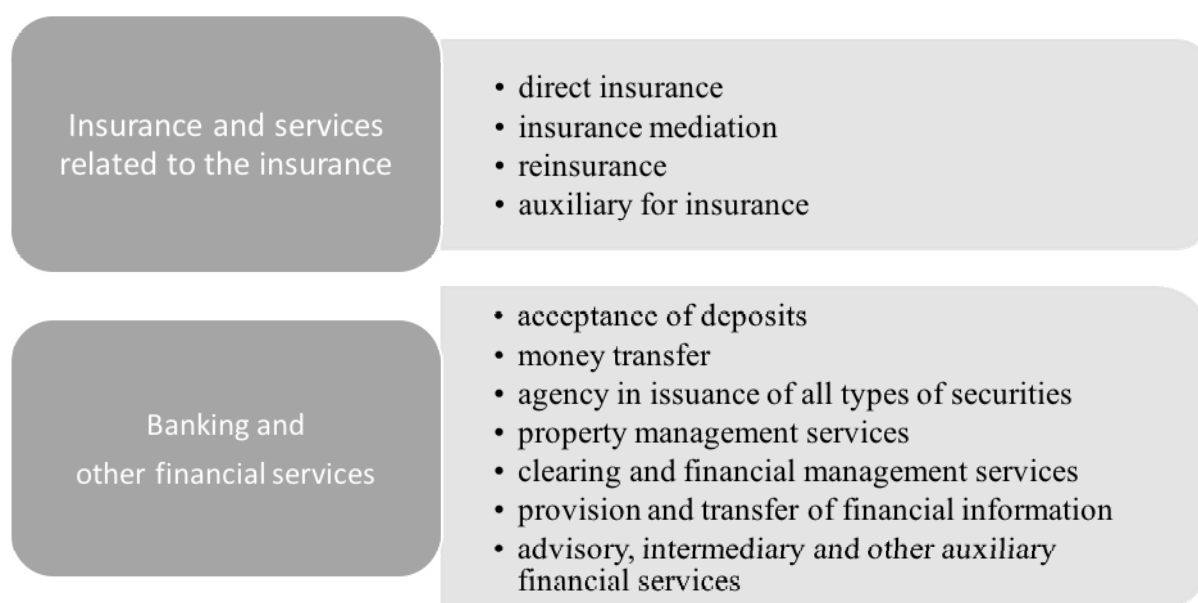 Insurance and services
related to the insurance
• direct insurance
• insurance mediation
• reinsurance
• auxiliary for insurance
Banking and
other financial services
• acceptance of deposits
• money transfer
• agency in issuance of all types of securities
• property management services
• clearing and financial management services
• provision and transfer of financial information
• advisory, intermediary and other auxiliary
financial services